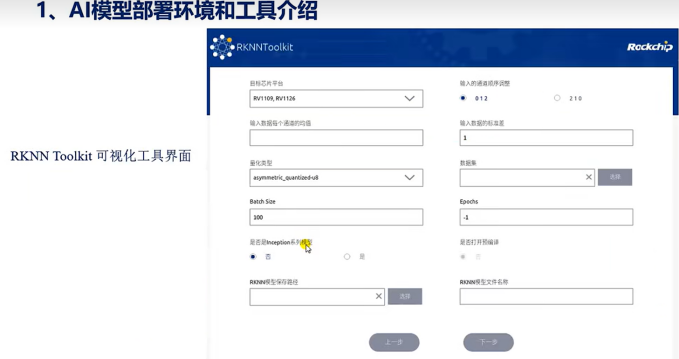 1、AI模型部署环境和工具介绍
RKNNToolkit
Rockchip
目标芯片平台
输入的通道顺序调整
RV1109, RV1126
0 1 2
2 1 0
输入数据每个通道的均值
输入数据的标准差
1
量化类型
数据集
asymmetric_quantized-u8
选择
RKNN Toolkit 可视化工具界面
Batch Size
Epochs
100
-1
是否是Inception系列模型
是否打开预编译
否
是
否
RKNN模型保存路径
RKNN模型文件名称
选择
上一步
下一步